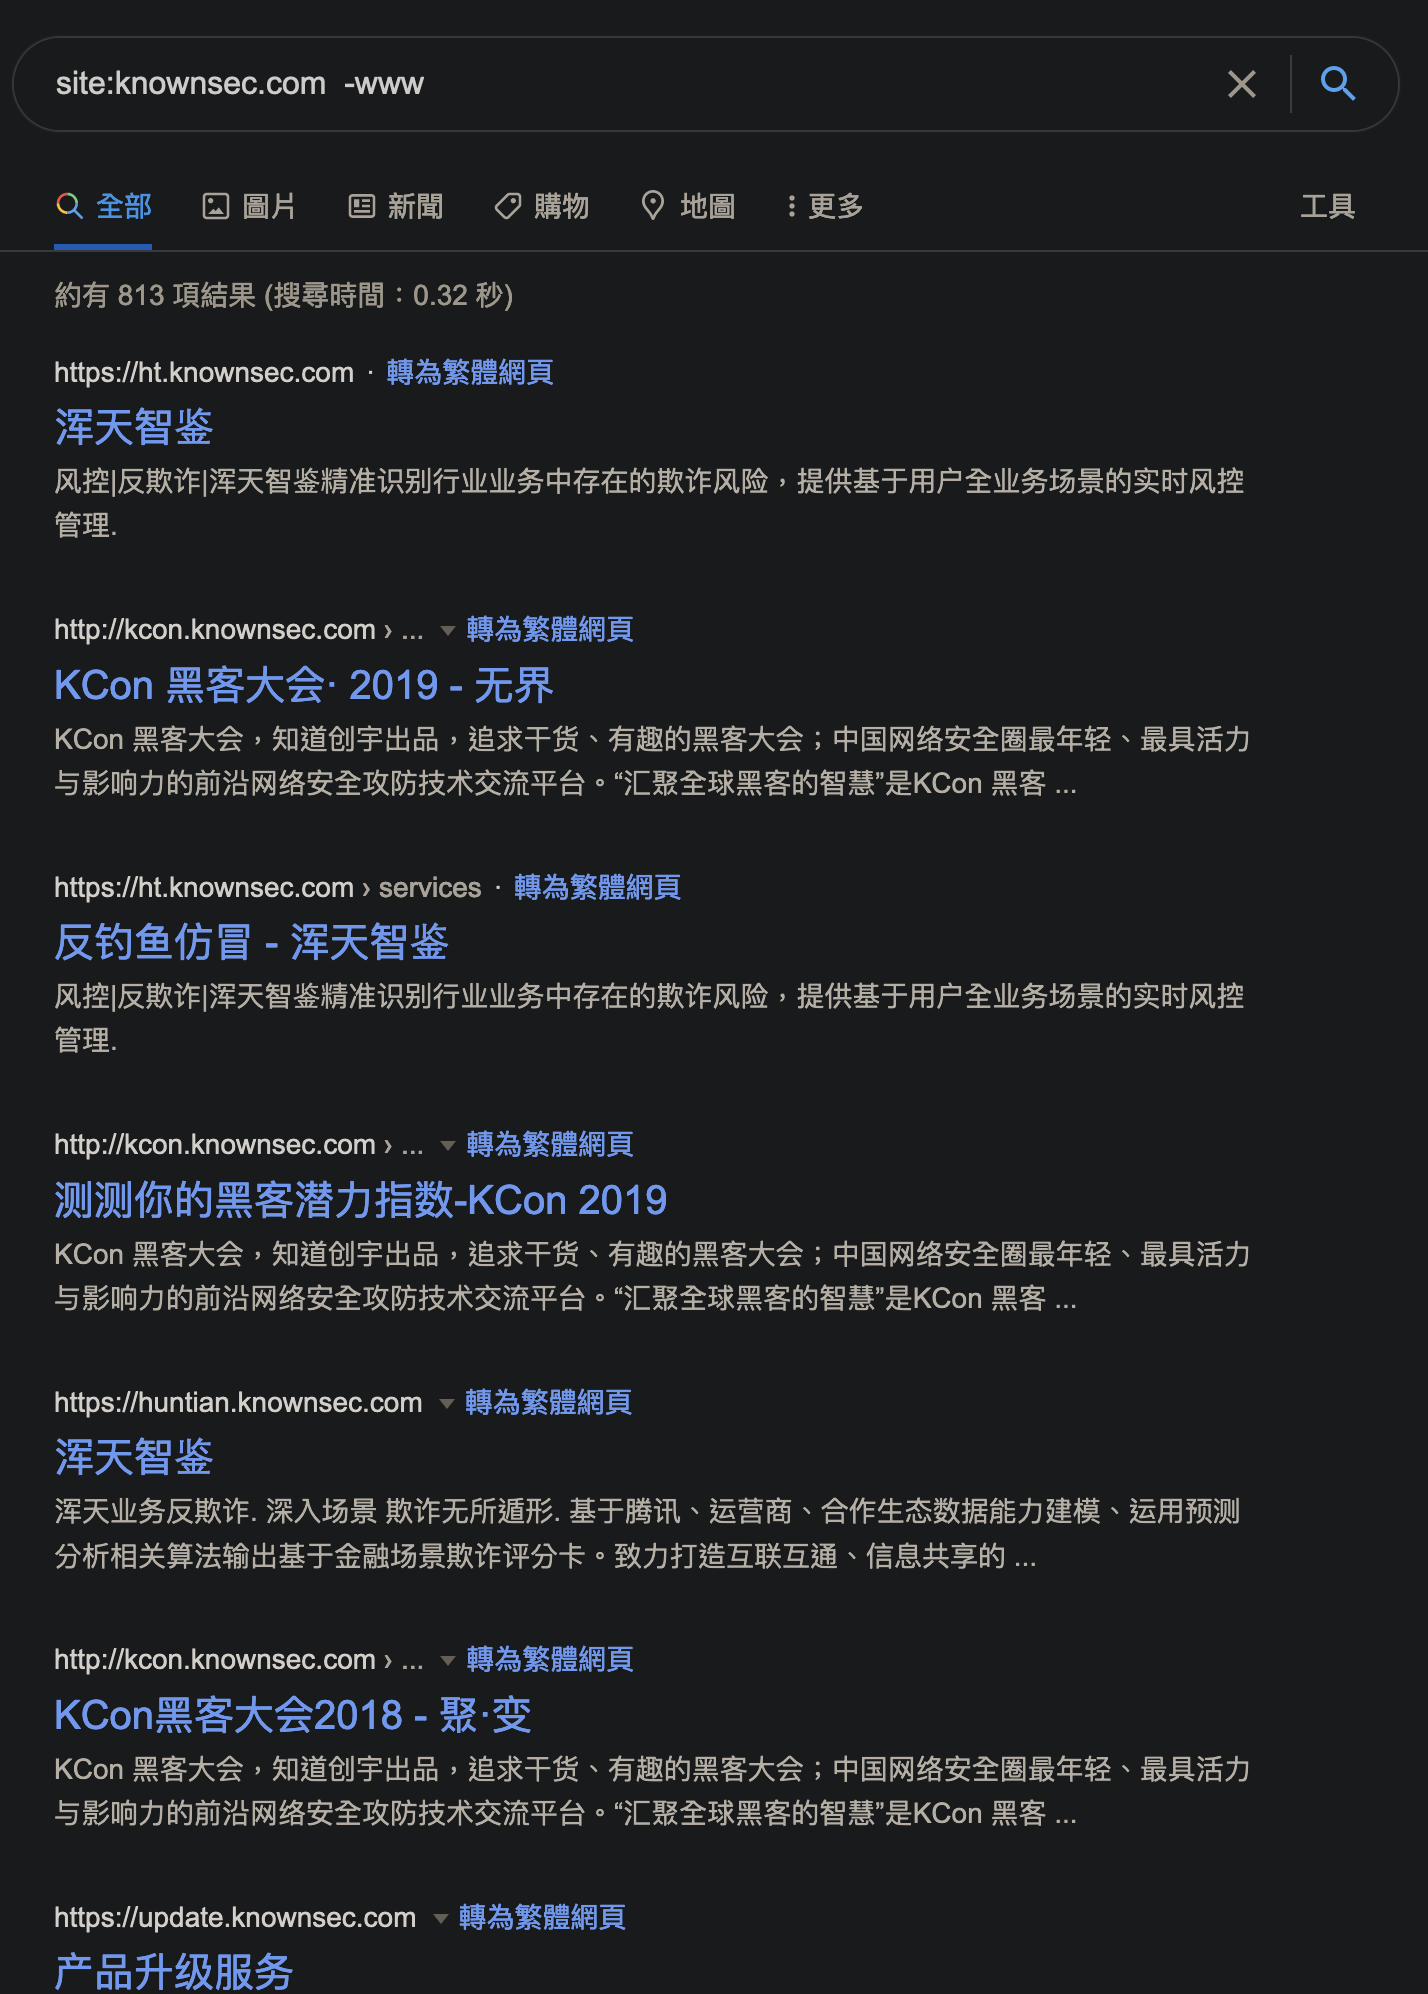 site:knownsec.com  -www
全部 圖片 新聞 購物 地圖 更多 工具
約有 813 項結果 (搜尋時間：0.32 秒)
https://ht.knownsec.com · 轉為繁體網頁
浑天智鉴
风控|反欺诈|浑天智鉴精准识别行业业务中存在的欺诈风险，提供基于用户全业务场景的实时风控
管理.
http://kcon.knownsec.com › ... 轉為繁體網頁
KCon 黑客大会· 2019 - 无界
KCon 黑客大会，知道创宇出品，追求干货、有趣的黑客大会；中国网络安全圈最年轻、最具活力
与影响力的前沿网络安全攻防技术交流平台。“汇聚全球黑客的智慧”是KCon 黑客 ...
https://ht.knownsec.com › services · 轉為繁體網頁
反钓鱼仿冒 - 浑天智鉴
风控|反欺诈|浑天智鉴精准识别行业业务中存在的欺诈风险，提供基于用户全业务场景的实时风控
管理.
http://kcon.knownsec.com › ... 轉為繁體網頁
测测你的黑客潜力指数-KCon 2019
KCon 黑客大会，知道创宇出品，追求干货、有趣的黑客大会；中国网络安全圈最年轻、最具活力
与影响力的前沿网络安全攻防技术交流平台。“汇聚全球黑客的智慧”是KCon 黑客 ...
https://huntian.knownsec.com 轉為繁體網頁
浑天智鉴
浑天业务反欺诈. 深入场景 欺诈无所遁形. 基于腾讯、运营商、合作生态数据能力建模、运用预测
分析相关算法输出基于金融场景欺诈评分卡。致力打造互联互通、信息共享的 ...
http://kcon.knownsec.com › ... 轉為繁體網頁
KCon黑客大会2018 - 聚·变
KCon 黑客大会，知道创宇出品，追求干货、有趣的黑客大会；中国网络安全圈最年轻、最具活力
与影响力的前沿网络安全攻防技术交流平台。“汇聚全球黑客的智慧”是KCon 黑客 ...
https://update.knownsec.com 轉為繁體網頁
产品升级服务